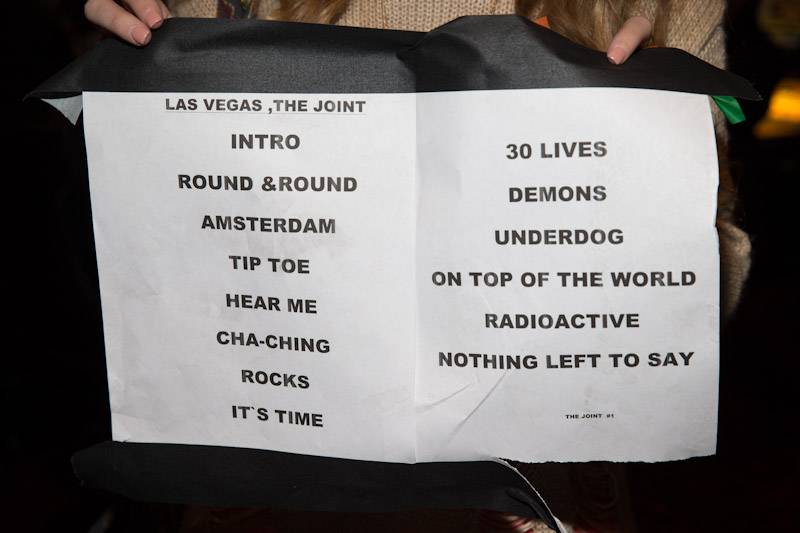 LAS VEGAS ,THE JOINT
INTRO
ROUND &ROUND
AMSTERDAM
TIP TOE
HEAR ME
CHA-CHING
ROCKS
IT`S TIME
30 LIVES
DEMONS
UNDERDOG
ON TOP OF THE WORLD
RADIOACTIVE
NOTHING LEFT TO SAY
THE JOINT #1